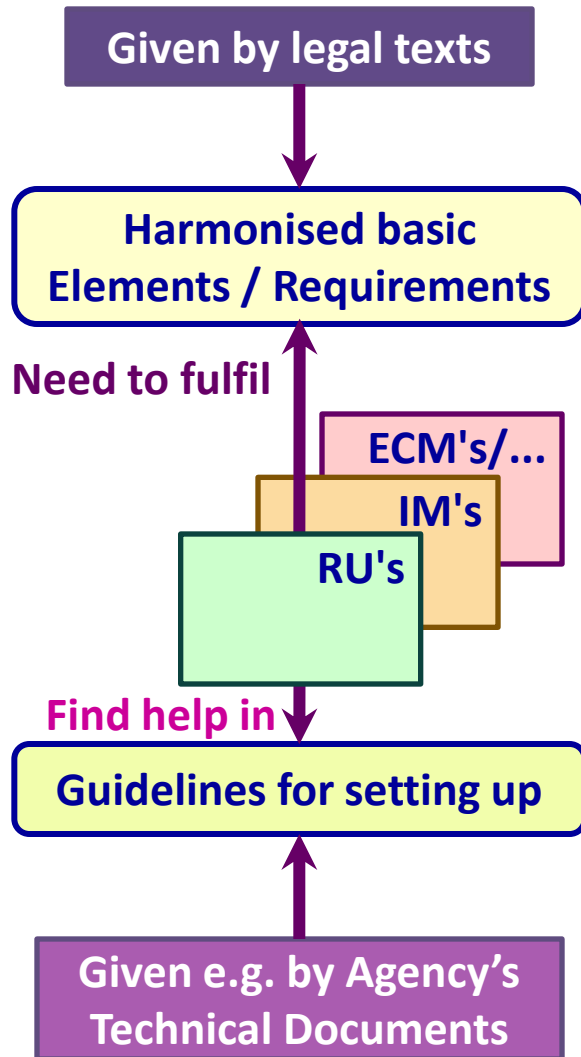 Given by legal texts
Harmonised basic
Elements / Requirements
Need to fulfil
ECM's/...
IM's
RU's
Find help in
Guidelines for setting up
Given e.g. by Agency’s
Technical Documents